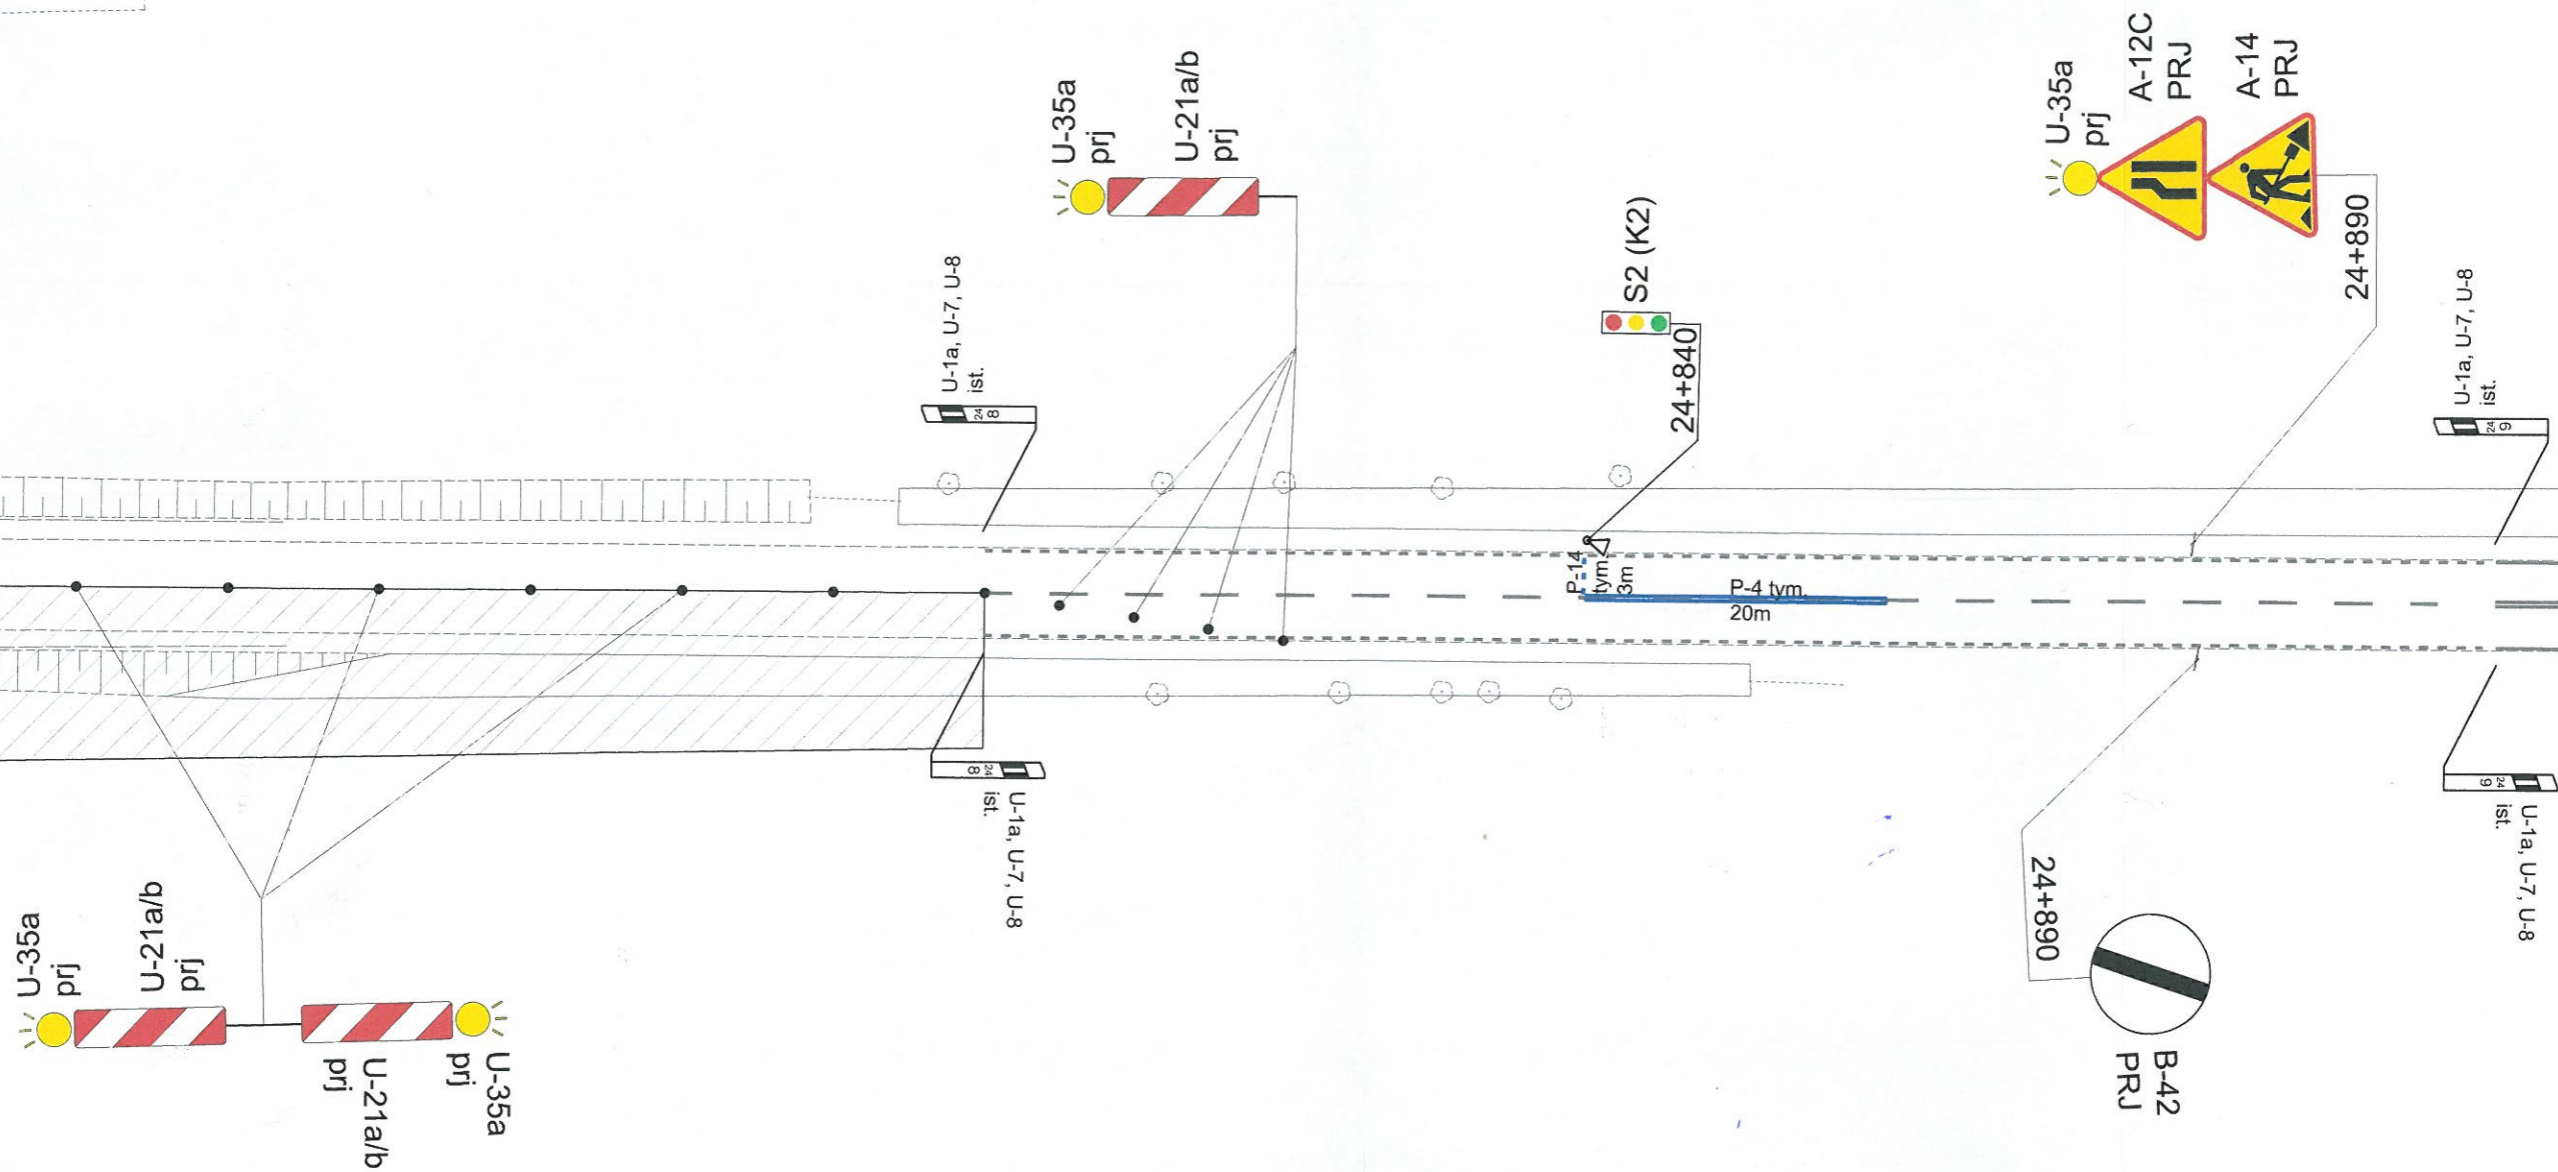 U-35a
prj
U-21a/b
prj
U-35a
prj
A-12C
PRJ
A-14
PRJ
24+890
S2 (K2)
24+840
U-1a, U-7, U-8
ist.
24
8
U-1a, U-7, U-8
ist.
24
9
P-14
tym.
3m
P-4 tym.
20m
24
8
U-1a, U-7, U-8
ist.
24
9
U-1a, U-7, U-8
ist.
24+890
B-42
PRJ
U-35a
prj
U-21a/b
prj
U-21a/b
prj
U-35a
prj